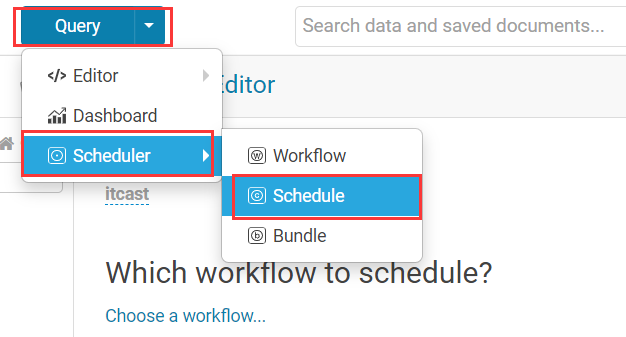 Query
Search data and saved documents...
Editor
Editor
Dashboard
Scheduler
Workflow
Schedule
Bundle
itcast
Which workflow to schedule?
Choose a workflow...